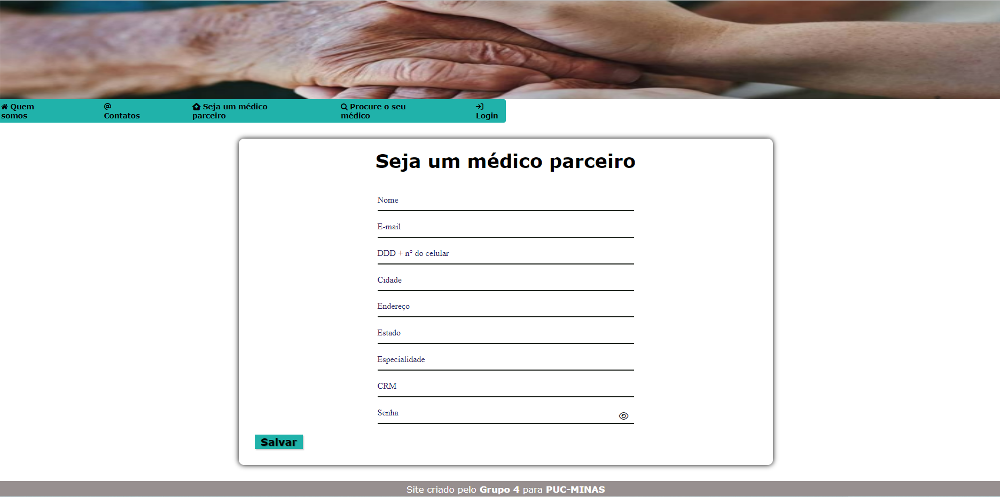 Quem
somos
@
Contatos
Seja um médico
parceiro
Procure o seu
médico
Login
Seja um médico parceiro
Nome
E-mail
DDD + n° do celular
Cidade
Endereço
Estado
Especialidade
CRM
Senha
Salvar
Site criado pelo Grupo 4 para PUC-MINAS